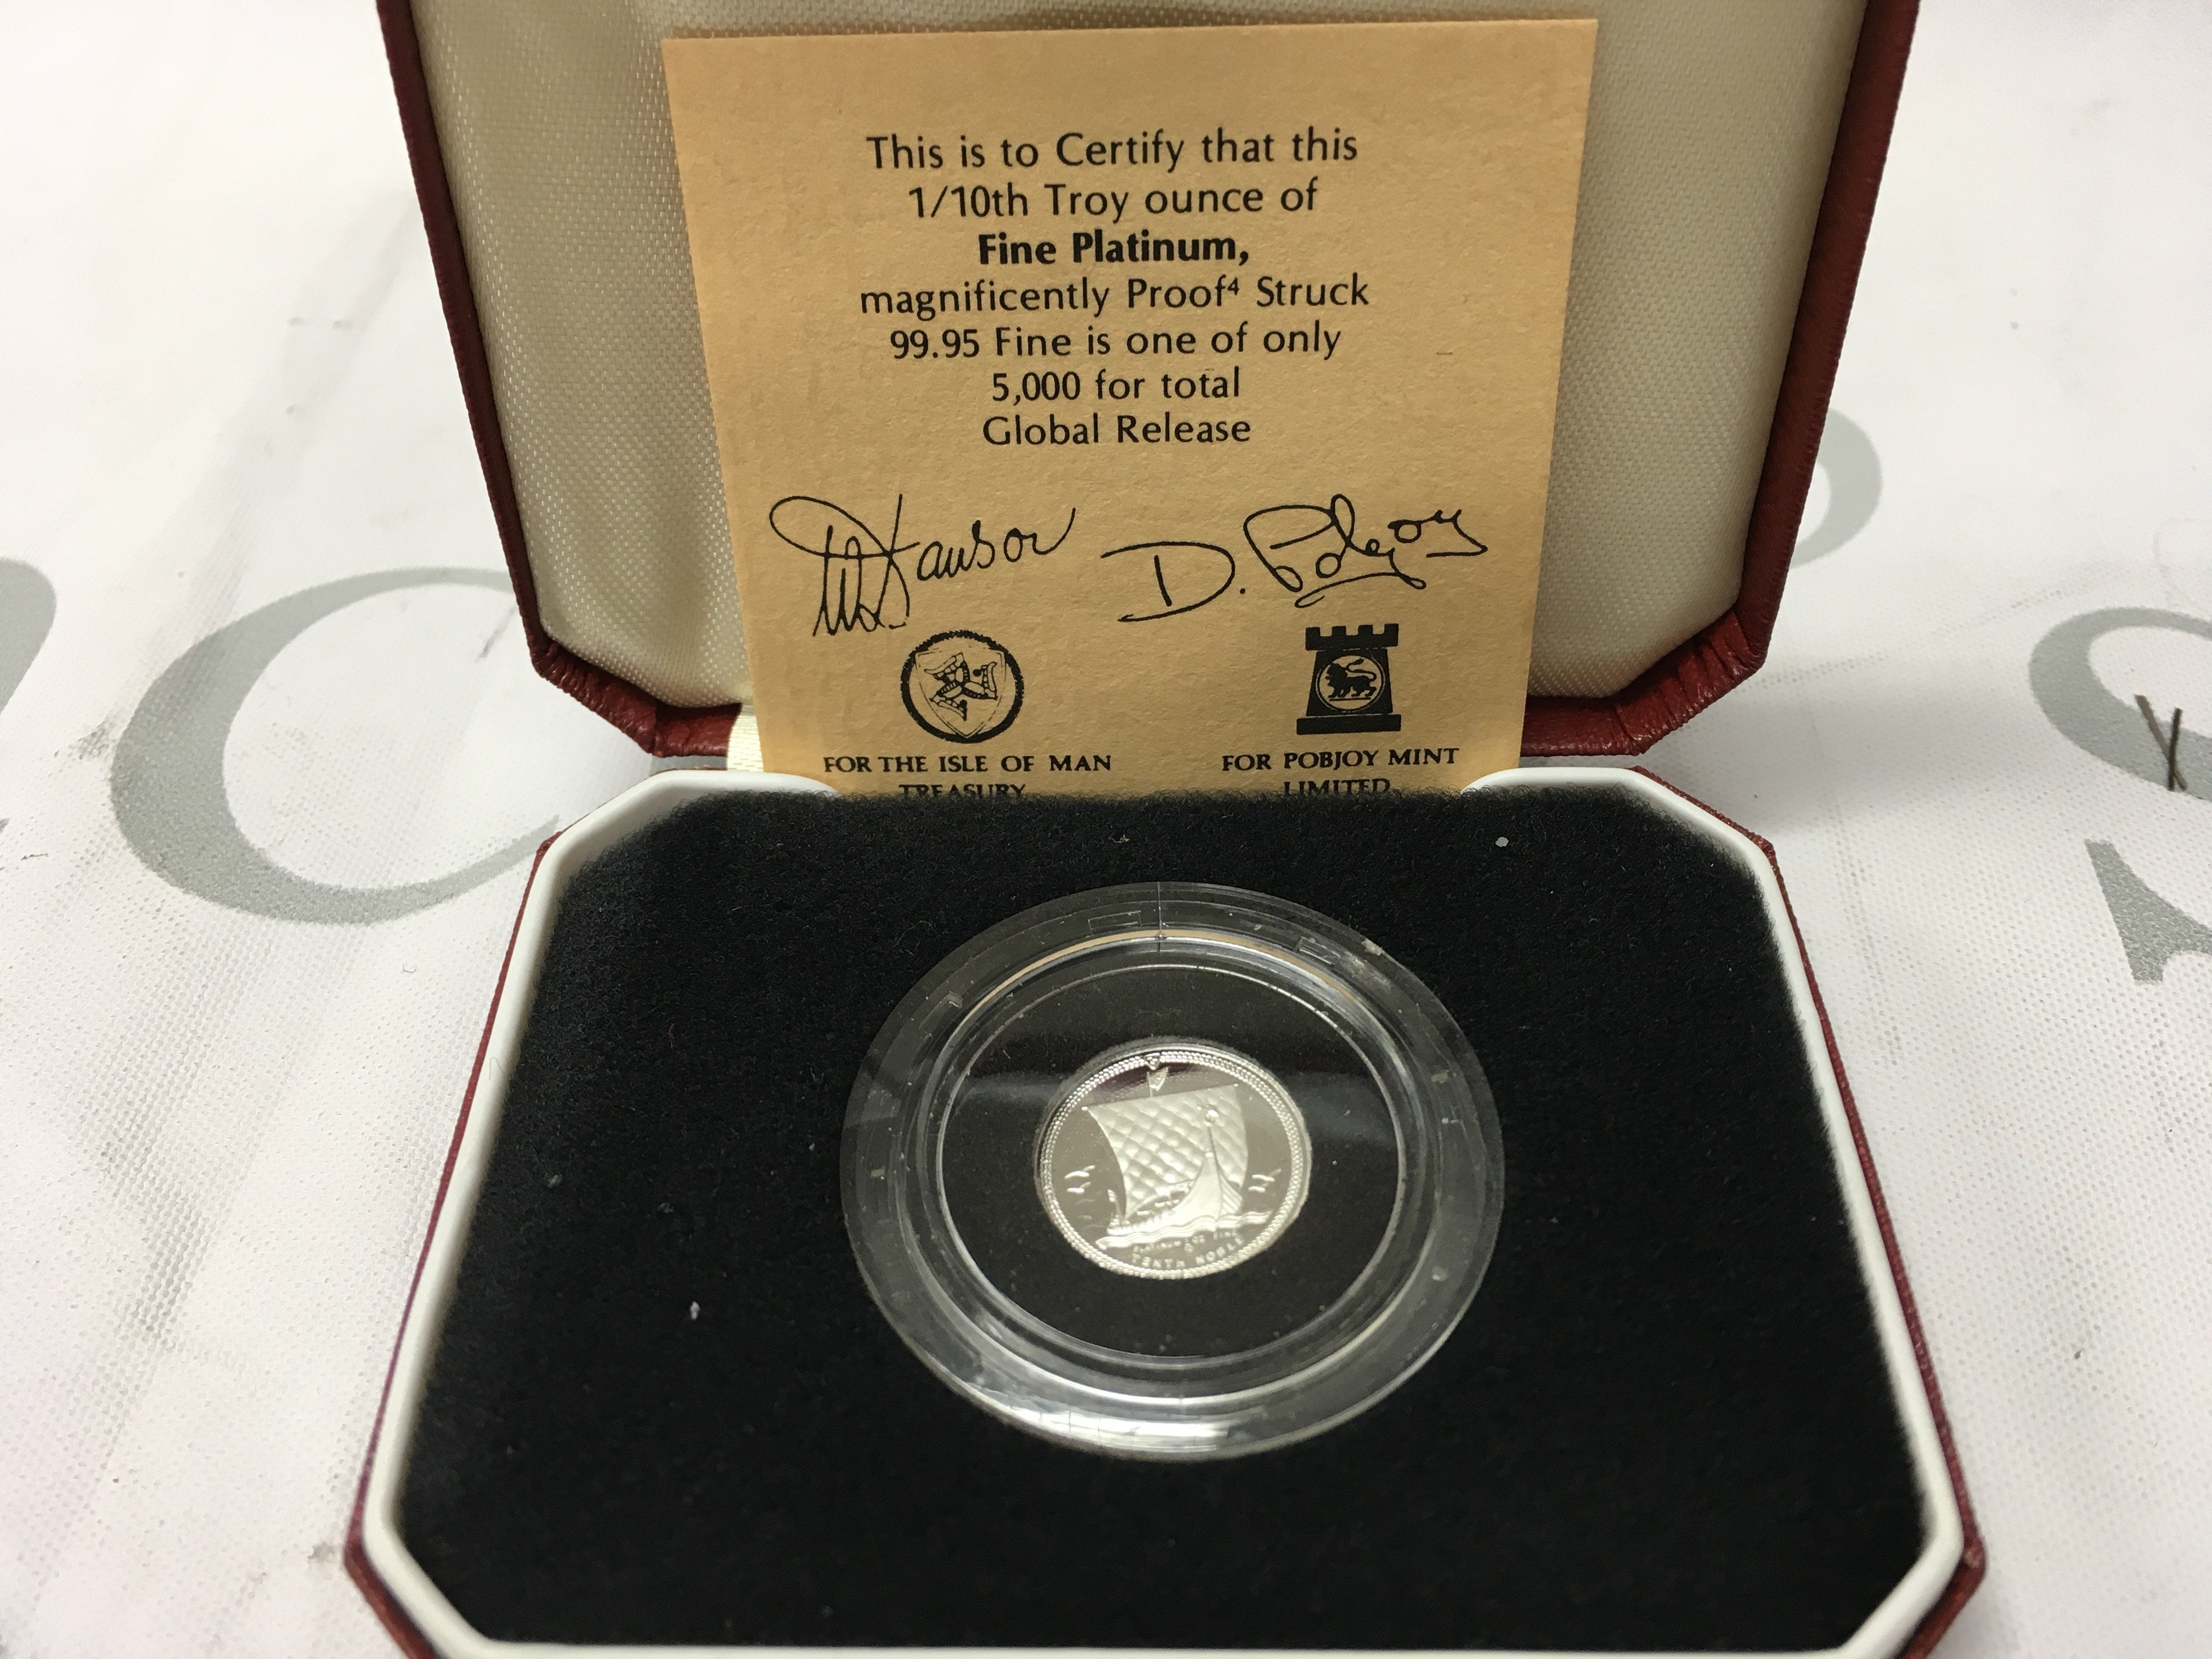 This is to Certify that this
1/10th Troy ounce of
Fine Platinum,
magnificently Proof⁴ Struck
99.95 Fine is one of only
5,000 for total
Global Release
D. Pobjoy
FOR THE ISLE OF MAN
TREASURY
FOR POBJOY MINT
LIMITED
TENTH NOBLE